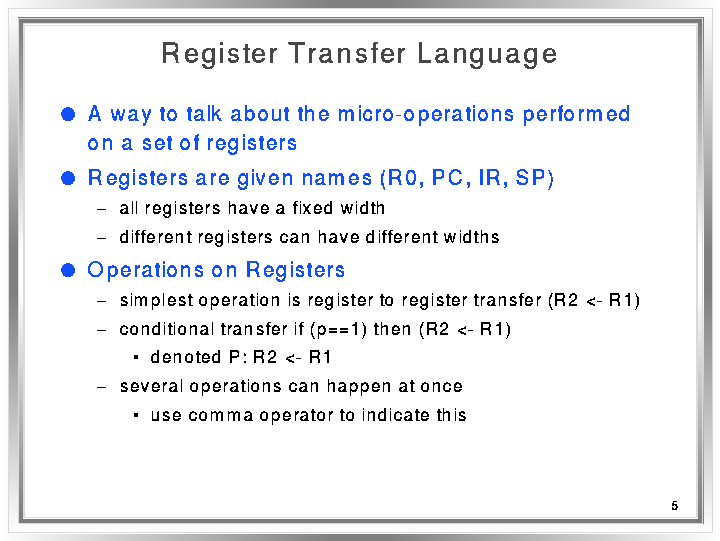 Register Transfer Language
● A way to talk about the micro-operations performed
on a set of registers
● Registers are given names (R0, PC, IR, SP)
– all registers have a fixed width
– different registers can have different widths
● Operations on Registers
– simplest operation is register to register transfer (R2 <- R1)
– conditional transfer if (p==1) then (R2 <- R1)
▪ denoted P: R2 <- R1
– several operations can happen at once
▪ use comma operator to indicate this
5